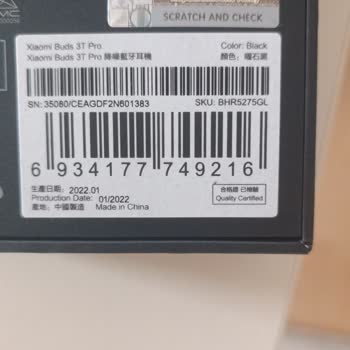 SCRATCH AND CHECK
Xiaomi Buds 3T Pro
Color: Black
Xiaomi Buds 3T Pro 降噪藍牙耳機
顏色: 曜石黑
SN: 35080/CEAGDF2N601383
SKU: BHR5275GL
6 934177 749216
生產日期: 2022.01
Production Date: 01/2022
產地: 中國製造 Made in China
合格證 已檢驗
Quality Certified